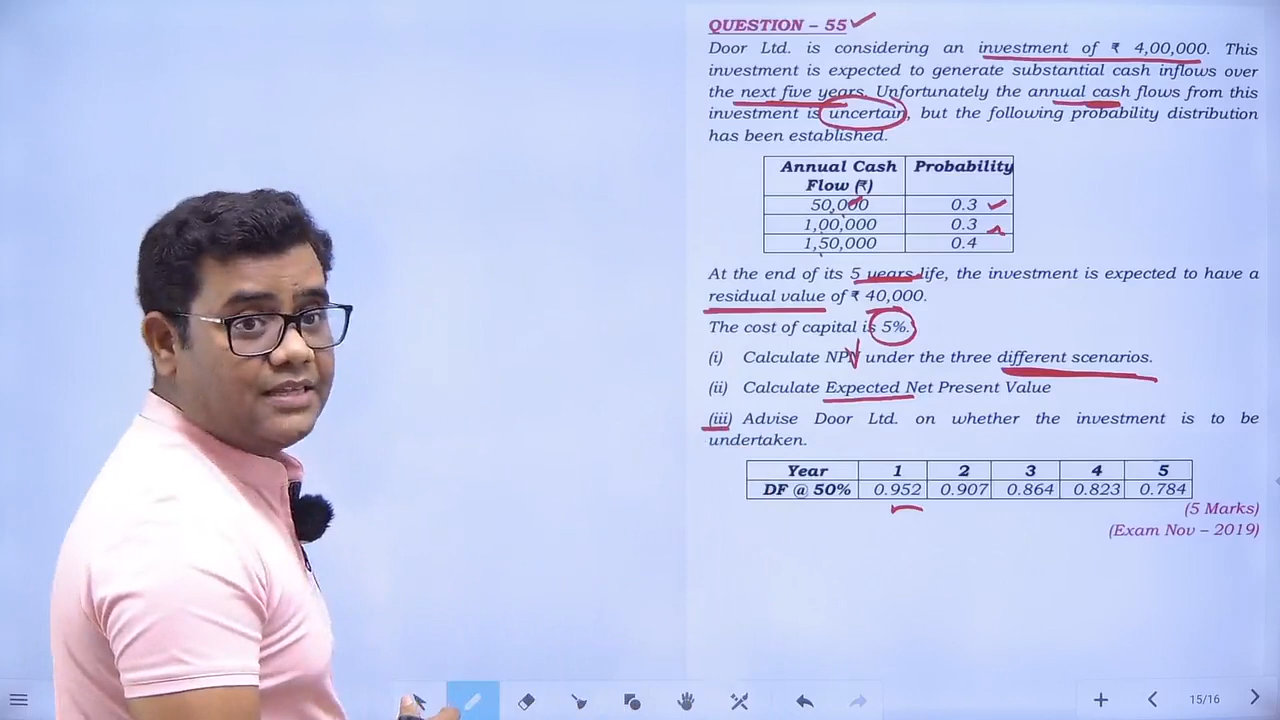 QUESTION – 55
Door Ltd. is considering an investment of ₹ 4,00,000. This
investment is expected to generate substantial cash inflows over
the next five years. Unfortunately the annual cash flows from this
investment is uncertain, but the following probability distribution
has been established.
Annual Cash Flow (₹) Probability
50,000 0.3
1,00,000 0.3
1,50,000 0.4
At the end of its 5 years life, the investment is expected to have a
residual value of ₹ 40,000.
The cost of capital is 5%.
(i) Calculate NPV under the three different scenarios.
(ii) Calculate Expected Net Present Value
(iii) Advise Door Ltd. on whether the investment is to be
undertaken.
Year 1 2 3 4 5
DF @ 50% 0.952 0.907 0.864 0.823 0.784
(5 Marks)
(Exam Nov – 2019)
15/16